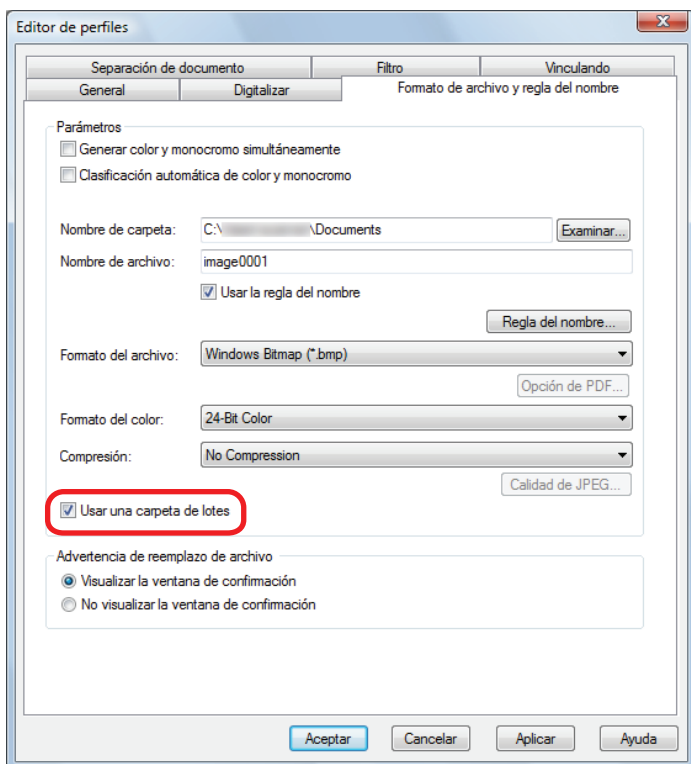 Editor de perfiles
Separación de documento Filtro Vinculando
General Digitalizar Formato de archivo y regla del nombre
Parámetros
Generar color y monocromo simultáneamente
Clasificación automática de color y monocromo
Nombre de carpeta: C:\ \Documents Examinar...
Nombre de archivo: image0001
Usar la regla del nombre
Regla del nombre...
Formato del archivo: Windows Bitmap (*.bmp)
Opción de PDF...
Formato del color: 24-Bit Color
Compresión: No Compression
Calidad de JPEG...
Usar una carpeta de lotes
Advertencia de reemplazo de archivo
Visualizar la ventana de confirmación
No visualizar la ventana de confirmación
Aceptar Cancelar Aplicar Ayuda